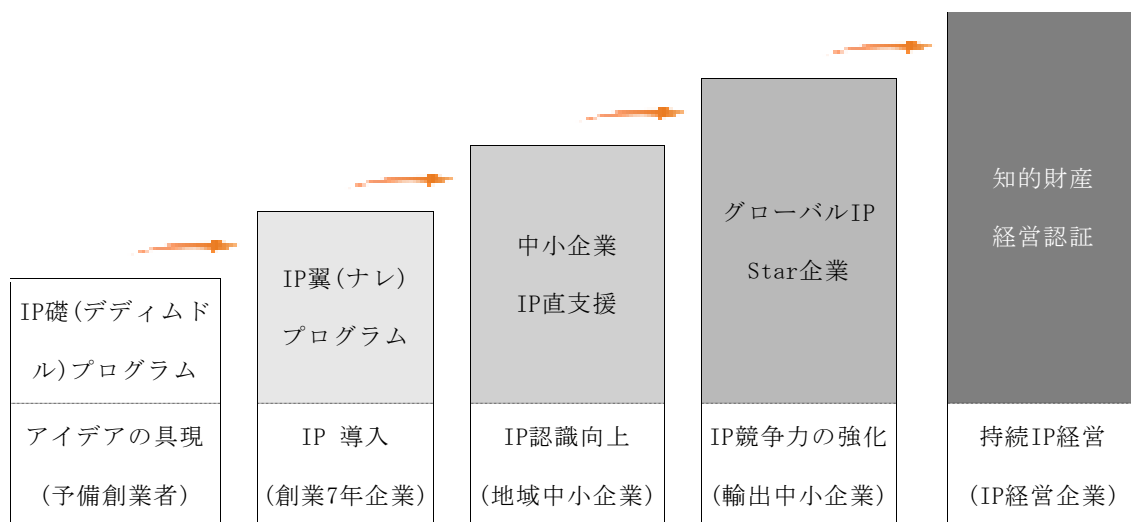 IP礎(デディムド
ル)プログラム
アイデアの具現
(予備創業者)
IP翼(ナレ)
プログラム
IP 導入
(創業7年企業)
中小企業
IP直支援
IP認識向上
(地域中小企業)
グローバルIP
Star企業
IP競争力の強化
(輸出中小企業)
知的財産
経営認証
持続IP経営
(IP経営企業)